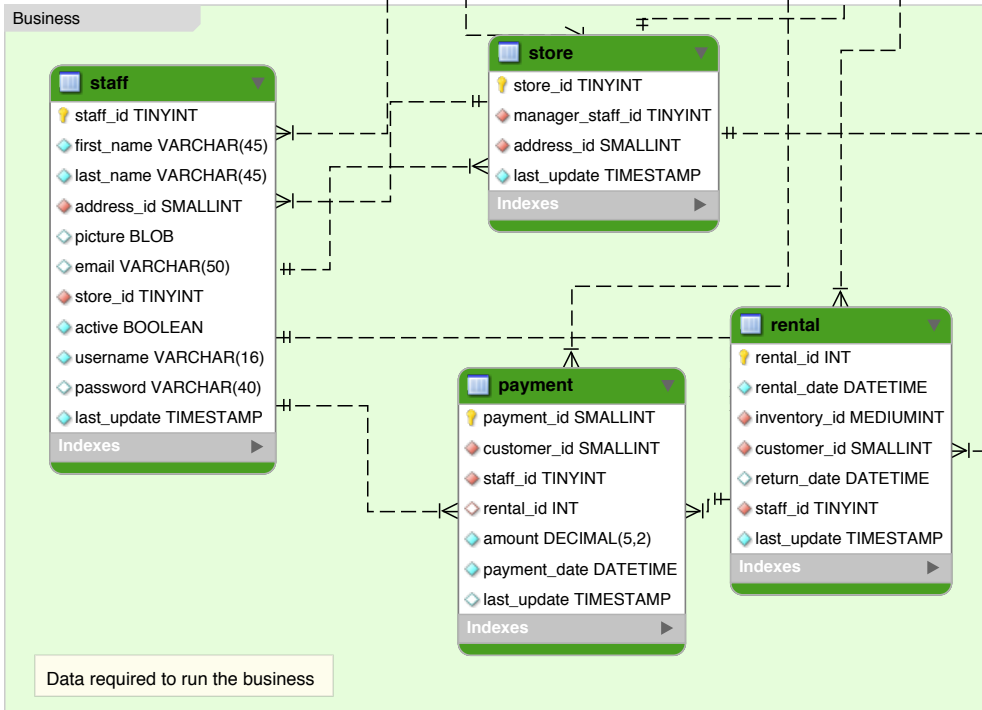 Business
staff
staff_id TINYINT
first_name VARCHAR(45)
last_name VARCHAR(45)
address_id SMALLINT
picture BLOB
email VARCHAR(50)
store_id TINYINT
active BOOLEAN
username VARCHAR(16)
password VARCHAR(40)
last_update TIMESTAMP
Indexes
store
store_id TINYINT
manager_staff_id TINYINT
address_id SMALLINT
last_update TIMESTAMP
Indexes
payment
payment_id SMALLINT
customer_id SMALLINT
staff_id TINYINT
rental_id INT
amount DECIMAL(5,2)
payment_date DATETIME
last_update TIMESTAMP
Indexes
rental
rental_id INT
rental_date DATETIME
inventory_id MEDIUMINT
customer_id SMALLINT
return_date DATETIME
staff_id TINYINT
last_update TIMESTAMP
Indexes
Data required to run the business